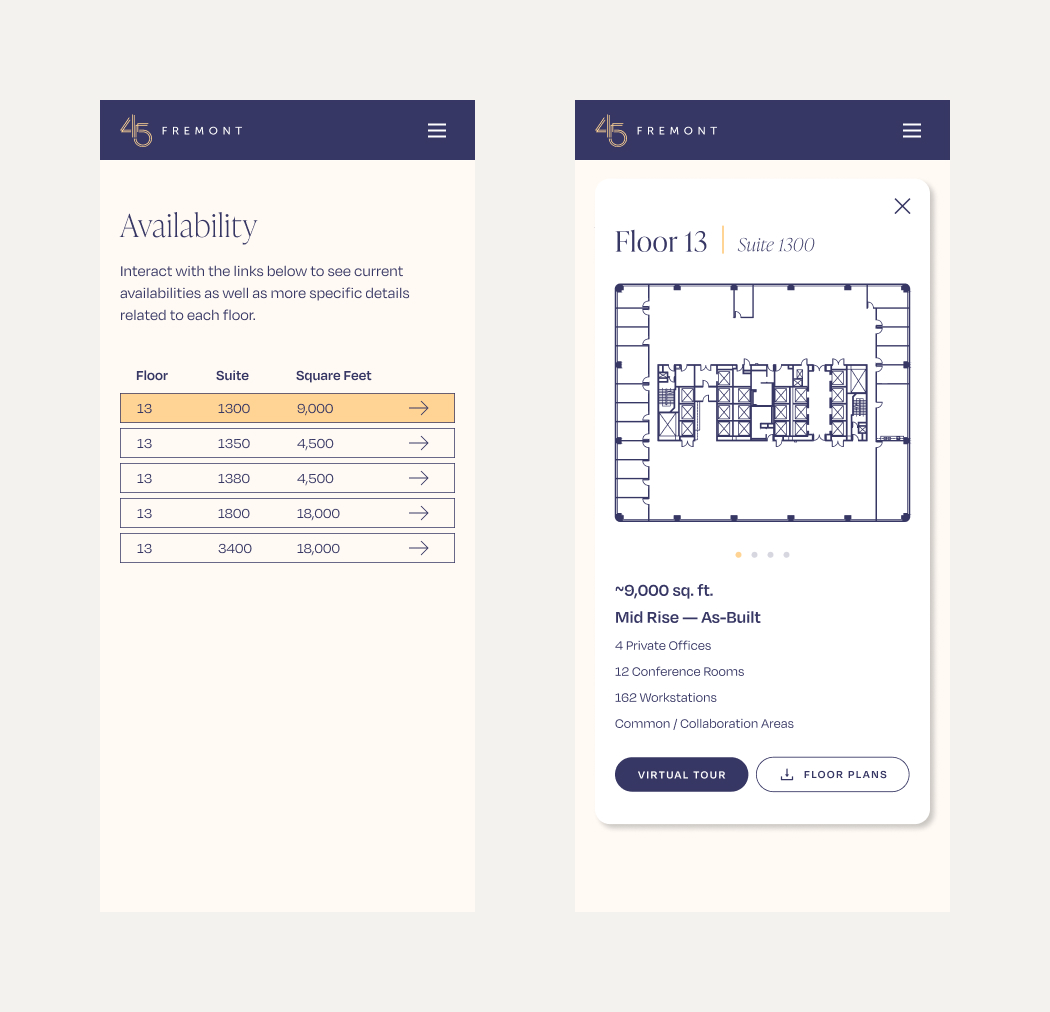 45 FREMONT
Availability
Interact with the links below to see current
availabilities as well as more specific details
related to each floor.
Floor Suite Square Feet
13 1300 9,000
13 1350 4,500
13 1380 4,500
13 1800 18,000
13 3400 18,000
45 FREMONT
Floor 13 Suite 1300
~9,000 sq. ft.
Mid Rise — As-Built
4 Private Offices
12 Conference Rooms
162 Workstations
Common / Collaboration Areas
VIRTUAL TOUR
FLOOR PLANS